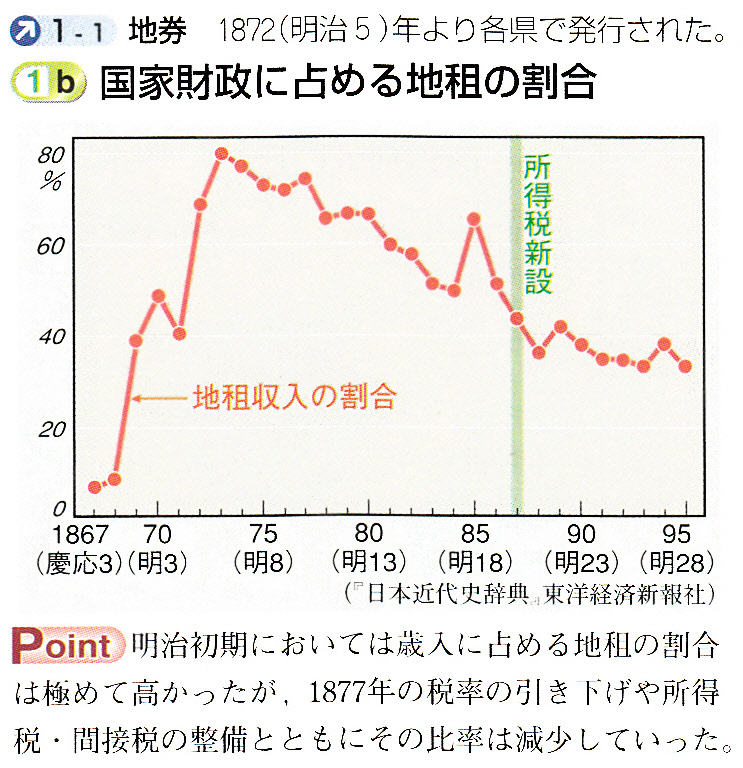 1-1 地券 1872(明治5)年より各県で発行された。
1 b 国家財政に占める地租の割合
80
%
60
40
20
0
所得税新設
地租収入の割合
1867 70 75 80 85 90 95
(慶応3)(明3) (明8) (明13) (明18) (明23) (明28)
(『日本近代史辞典』東洋経済新報社)
Point 明治初期においては歳入に占める地租の割合
は極めて高かったが,1877年の税率の引き下げや所得
税・間接税の整備とともにその比率は減少していった。